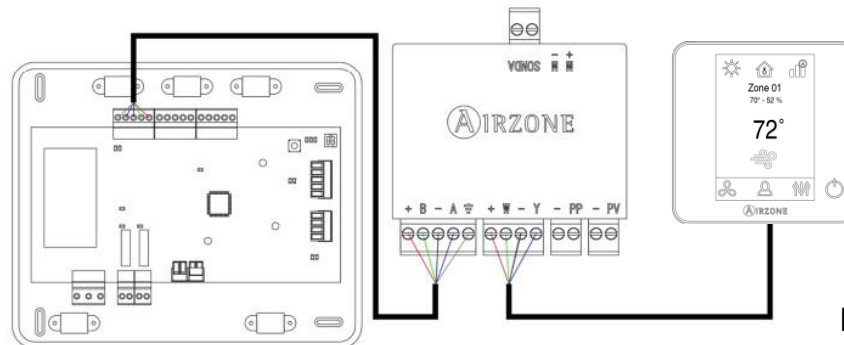 SONDA
M -
M +
AIRZONE
+ B - A
+ W - Y
- PP
- PV
Zone 01
70° - 52 %
72°
AIRZONE